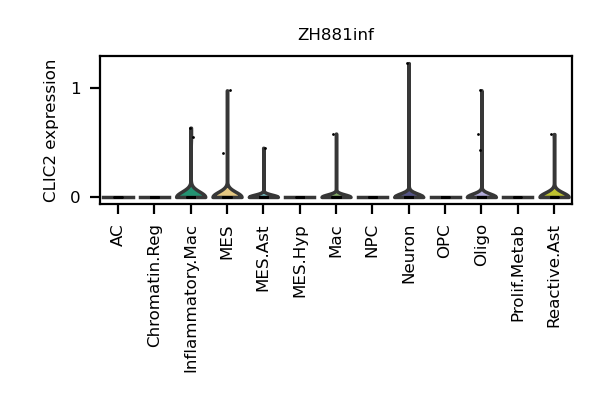 ZH881inf
CLIC2 expression
1
0
AC
Chromatin.Reg
Inflammatory.Mac
MES
MES.Ast
MES.Hyp
Mac
NPC
Neuron
OPC
Oligo
Prolif.Metab
Reactive.Ast